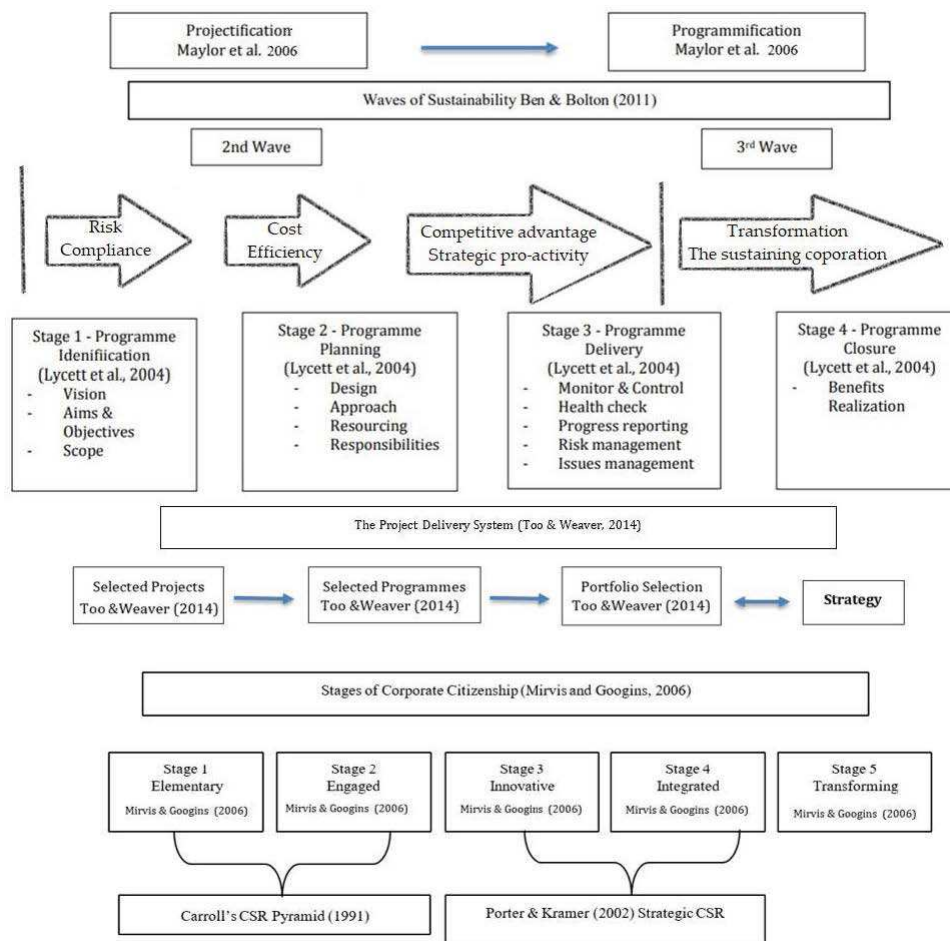 Projectification
Maylor et al. 2006
Programmification
Maylor et al. 2006
Waves of Sustainability Ben & Bolton (2011)
2nd Wave
3rd Wave
Risk
Compliance
Cost
Efficiency
Competitive advantage
Strategic pro-activity
Transformation
The sustaining coporation
Stage 1 - Programme
Identifiication
(Lycett et al., 2004)
- Vision
- Aims &
Objectives
- Scope
Stage 2 - Programme
Planning
(Lycett et al., 2004)
- Design
- Approach
- Resourcing
- Responsibilities
Stage 3 - Programme
Delivery
(Lycett et al., 2004)
- Monitor & Control
- Health check
- Progress reporting
- Risk management
- Issues management
Stage 4 - Programme
Closure
(Lycett et al., 2004)
- Benefits
Realization
The Project Delivery System (Too & Weaver, 2014)
Selected Projects
Too &Weaver (2014)
Selected Programmes
Too &Weaver (2014)
Portfolio Selection
Too &Weaver (2014)
Strategy
Stages of Corporate Citizenship (Mirvis and Googins, 2006)
Stage 1
Elementary
Mirvis & Googins (2006)
Stage 2
Engaged
Mirvis & Googins (2006)
Stage 3
Innovative
Mirvis & Googins (2006)
Stage 4
Integrated
Mirvis & Googins (2006)
Stage 5
Transforming
Mirvis & Googins (2006)
Carroll's CSR Pyramid (1991)
Porter & Kramer (2002) Strategic CSR